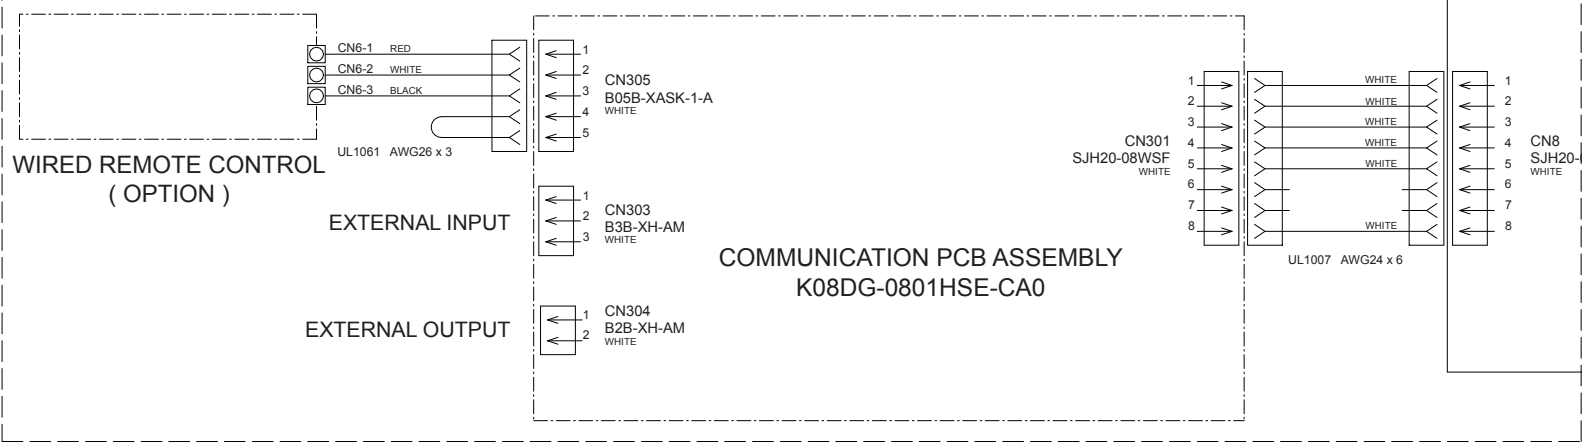 CN6-1 RED
CN6-2 WHITE
CN6-3 BLACK
UL1061 AWG26 x 3
WIRED REMOTE CONTROL
( OPTION )
1
2
3
4
5
CN305
B05B-XASK-1-A
WHITE
EXTERNAL INPUT
1
2
3
CN303
B3B-XH-AM
WHITE
EXTERNAL OUTPUT
1
2
CN304
B2B-XH-AM
WHITE
COMMUNICATION PCB ASSEMBLY
K08DG-0801HSE-CA0
CN301
SJH20-08WSF
WHITE
1
2
3
4
5
6
7
8
WHITE
WHITE
WHITE
WHITE
WHITE
WHITE
UL1007 AWG24 x 6
1
2
3
4
5
6
7
8
CN8
SJH20-
WHITE